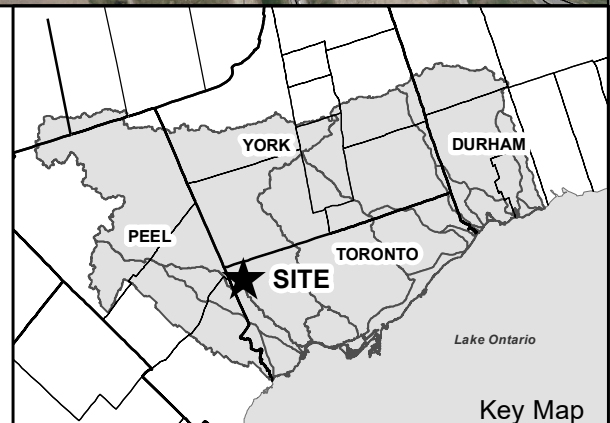 YORK
DURHAM
PEEL
TORONTO
SITE
Lake Ontario
Key Map